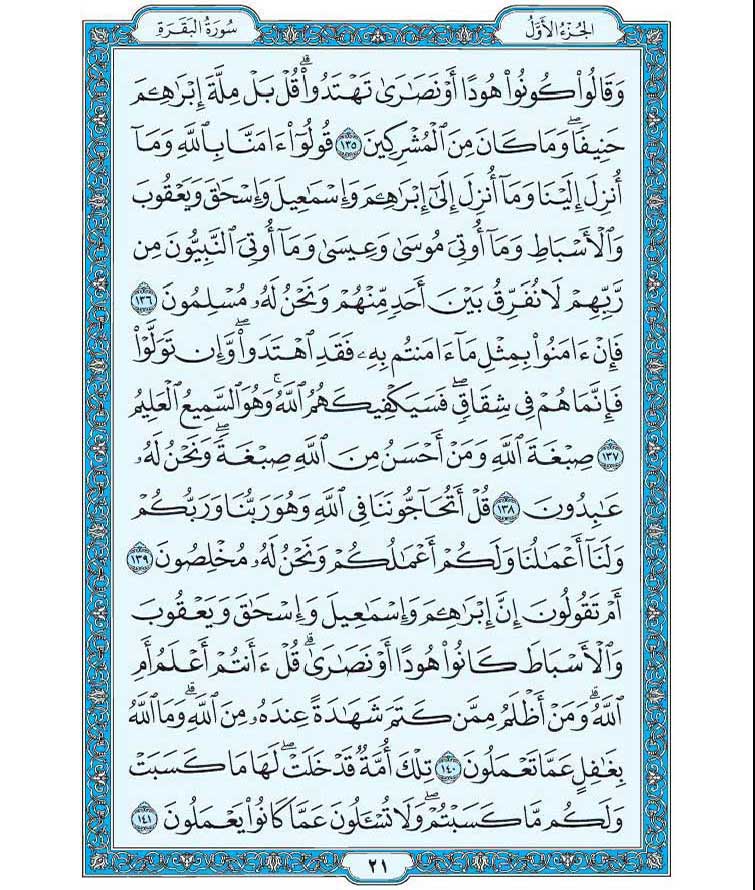 الجُزْءُ الأَوَّلُ
سُورَةُ البَقَرَةِ
وَقَالُوا۟ كُونُوا۟ هُودًا أَوْ نَصَـٰرَىٰ تَهْتَدُوا۟ ۗ قُلْ بَلْ مِلَّةَ إِبْرَٰهِـۧمَ
حَنِيفًا ۖ وَمَا كَانَ مِنَ ٱلْمُشْرِكِينَ ١٣٥ قُولُوٓا۟ ءَامَنَّا بِٱللَّهِ وَمَآ
أُنزِلَ إِلَيْنَا وَمَآ أُنزِلَ إِلَىٰٓ إِبْرَٰهِـۧمَ وَإِسْمَـٰعِيلَ وَإِسْحَـٰقَ وَيَعْقُوبَ
وَٱلْأَسْبَاطِ وَمَآ أُوتِىَ مُوسَىٰ وَعِيسَىٰ وَمَآ أُوتِىَ ٱلنَّبِيُّونَ مِن
رَّبِّهِمْ لَا نُفَرِّقُ بَيْنَ أَحَدٍ مِّنْهُمْ وَنَحْنُ لَهُۥ مُسْلِمُونَ ١٣٦
فَإِنْ ءَامَنُوا۟ بِمِثْلِ مَآ ءَامَنتُم بِهِۦ فَقَدِ ٱهْتَدَوا۟ ۖ وَّإِن تَوَلَّوْا۟
فَإِنَّمَا هُمْ فِى شِقَاقٍ ۖ فَسَيَكْفِيكَهُمُ ٱللَّهُ ۚ وَهُوَ ٱلسَّمِيعُ ٱلْعَلِيمُ
١٣٧ صِبْغَةَ ٱللَّهِ ۖ وَمَنْ أَحْسَنُ مِنَ ٱللَّهِ صِبْغَةً ۖ وَنَحْنُ لَهُۥ
عَـٰبِدُونَ ١٣٨ قُلْ أَتُحَآجُّونَنَا فِى ٱللَّهِ وَهُوَ رَبُّنَا وَرَبُّكُمْ
وَلَنَآ أَعْمَـٰلُنَا وَلَكُمْ أَعْمَـٰلُكُمْ وَنَحْنُ لَهُۥ مُخْلِصُونَ ١٣٩
أَمْ تَقُولُونَ إِنَّ إِبْرَٰهِـۧمَ وَإِسْمَـٰعِيلَ وَإِسْحَـٰقَ وَيَعْقُوبَ
وَٱلْأَسْبَاطَ كَانُوا۟ هُودًا أَوْ نَصَـٰرَىٰ ۗ قُلْ ءَأَنتُمْ أَعْلَمُ أَمِ
ٱللَّهُ ۗ وَمَنْ أَظْلَمُ مِمَّن كَتَمَ شَهَـٰدَةً عِندَهُۥ مِنَ ٱللَّهِ ۗ وَمَا ٱللَّهُ
بِغَـٰفِلٍ عَمَّا تَعْمَلُونَ ١٤٠ تِلْكَ أُمَّةٌ قَدْ خَلَتْ ۖ لَهَا مَا كَسَبَتْ
وَلَكُم مَّا كَسَبْتُمْ ۖ وَلَا تُسْـَٔلُونَ عَمَّا كَانُوا۟ يَعْمَلُونَ ١٤١
٢١